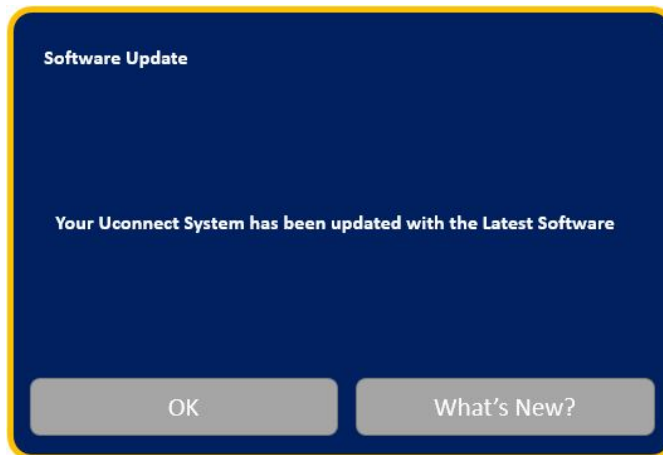 Software Update
Your Uconnect System has been updated with the Latest Software
OK
What's New?